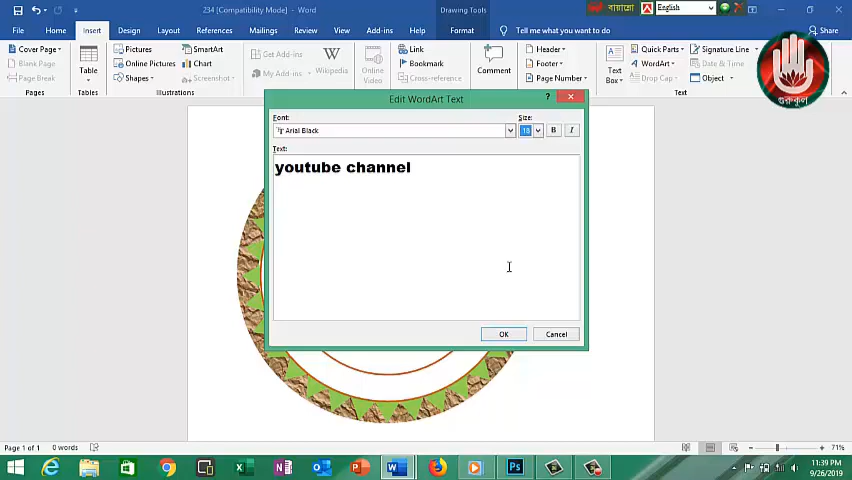 234 [Compatibility Mode] - Word
Drawing Tools
বায়ান্নো
English
File Home Insert Design Layout References Mailings Review View Add-ins Help Format Tell me what you want to do Share
Cover Page
Blank Page
Page Break
Pages
Table
Tables
Pictures
Online Pictures
Shapes
SmartArt
Chart
Screenshot
Illustrations
Get Add-ins
My Add-ins
Wikipedia
Online Video
Link
Bookmark
Cross-reference
Comment
Header
Footer
Page Number
Text Box
Quick Parts
WordArt
Drop Cap
Signature Line
Date & Time
Object
Text
গুরুকুল
Edit WordArt Text
Font:
Size:
Arial Black
18
B I
Text:
youtube channel
OK Cancel
Page 1 of 1 0 words
71%
11:39 PM
9/26/2019